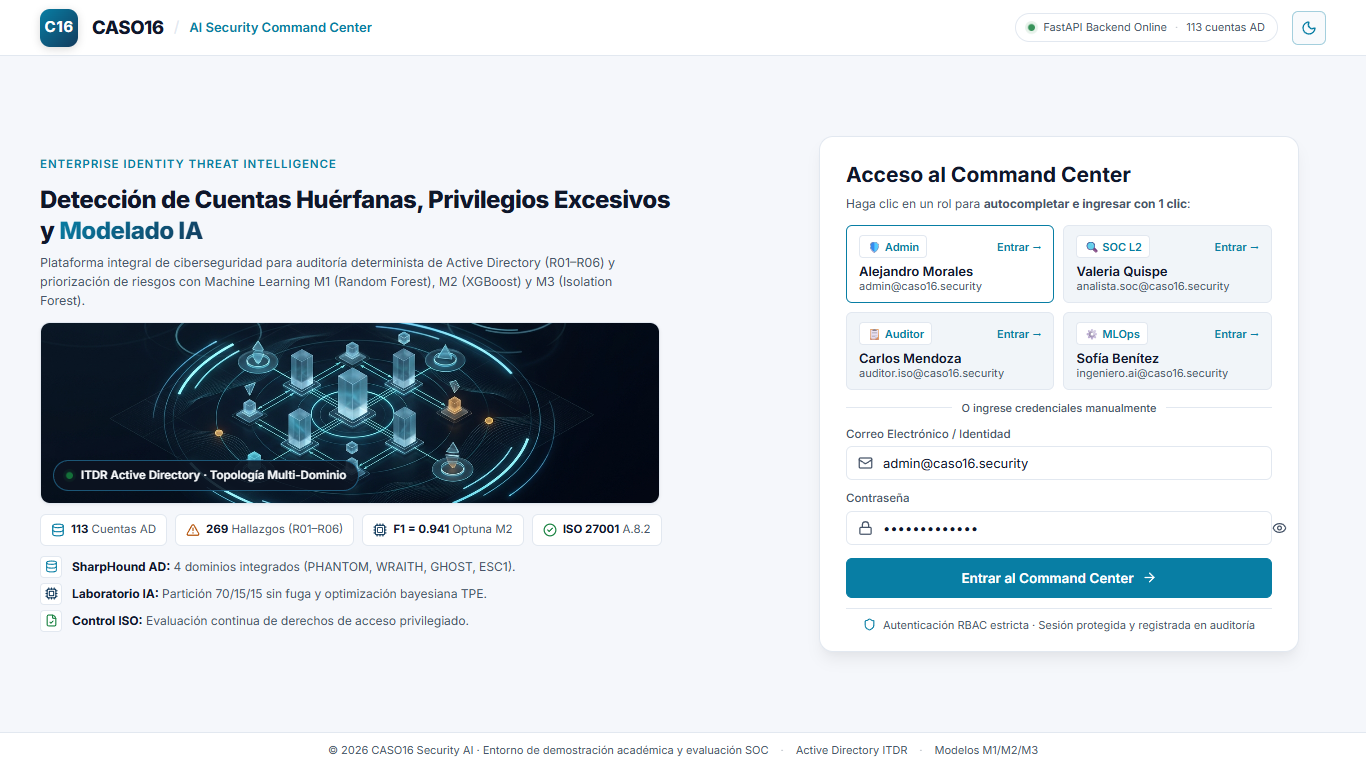 C16 CASO16 / AI Security Command Center
FastAPI Backend Online · 113 cuentas AD
ENTERPRISE IDENTITY THREAT INTELLIGENCE
Detección de Cuentas Huérfanas, Privilegios Excesivos
y Modelado IA
Plataforma integral de ciberseguridad para auditoría determinista de Active Directory (R01–R06) y
priorización de riesgos con Machine Learning M1 (Random Forest), M2 (XGBoost) y M3 (Isolation
Forest).
ITDR Active Directory · Topología Multi-Dominio
113 Cuentas AD
269 Hallazgos (R01–R06)
F1 = 0.941 Optuna M2
ISO 27001 A.8.2
SharpHound AD: 4 dominios integrados (PHANTOM, WRAITH, GHOST, ESC1).
Laboratorio IA: Partición 70/15/15 sin fuga y optimización bayesiana TPE.
Control ISO: Evaluación continua de derechos de acceso privilegiado.
Acceso al Command Center
Haga clic en un rol para autocompletar e ingresar con 1 clic:
Admin Entrar →
Alejandro Morales
admin@caso16.security
SOC L2 Entrar →
Valeria Quispe
analista.soc@caso16.security
Auditor Entrar →
Carlos Mendoza
auditor.iso@caso16.security
MLOps Entrar →
Sofía Benítez
ingeniero.ai@caso16.security
O ingrese credenciales manualmente
Correo Electrónico / Identidad
admin@caso16.security
Contraseña
•••••••••••••
Entrar al Command Center →
Autenticación RBAC estricta · Sesión protegida y registrada en auditoría
© 2026 CASO16 Security AI · Entorno de demostración académica y evaluación SOC · Active Directory ITDR · Modelos M1/M2/M3